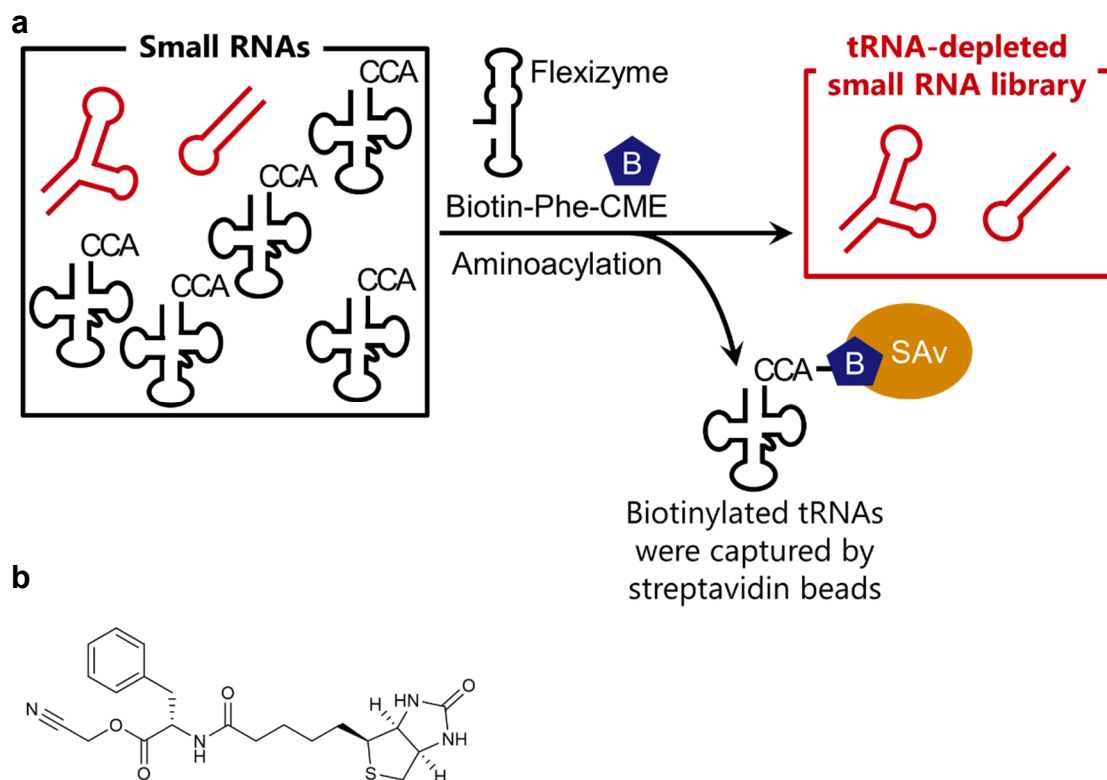 a
Small RNAs
CCA
CCA
CCA
CCA
CCA
Flexizyme
B
Biotin-Phe-CME
Aminoacylation
tRNA-depleted
small RNA library
CCA
B
SAv
Biotinylated tRNAs
were captured by
streptavidin beads
b
N
O
O
N
H
O
H
HN
O
NH
H
S